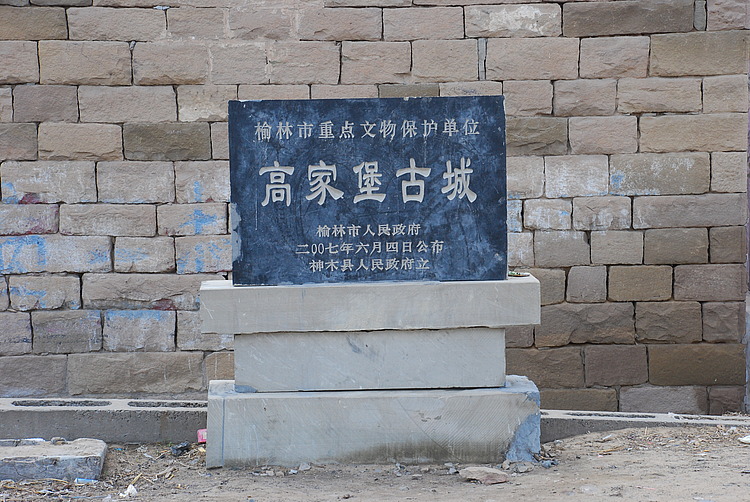 榆林市重点文物保护单位
高家堡古城
榆林市人民政府
二00七年六月四日公布
神木县人民政府立